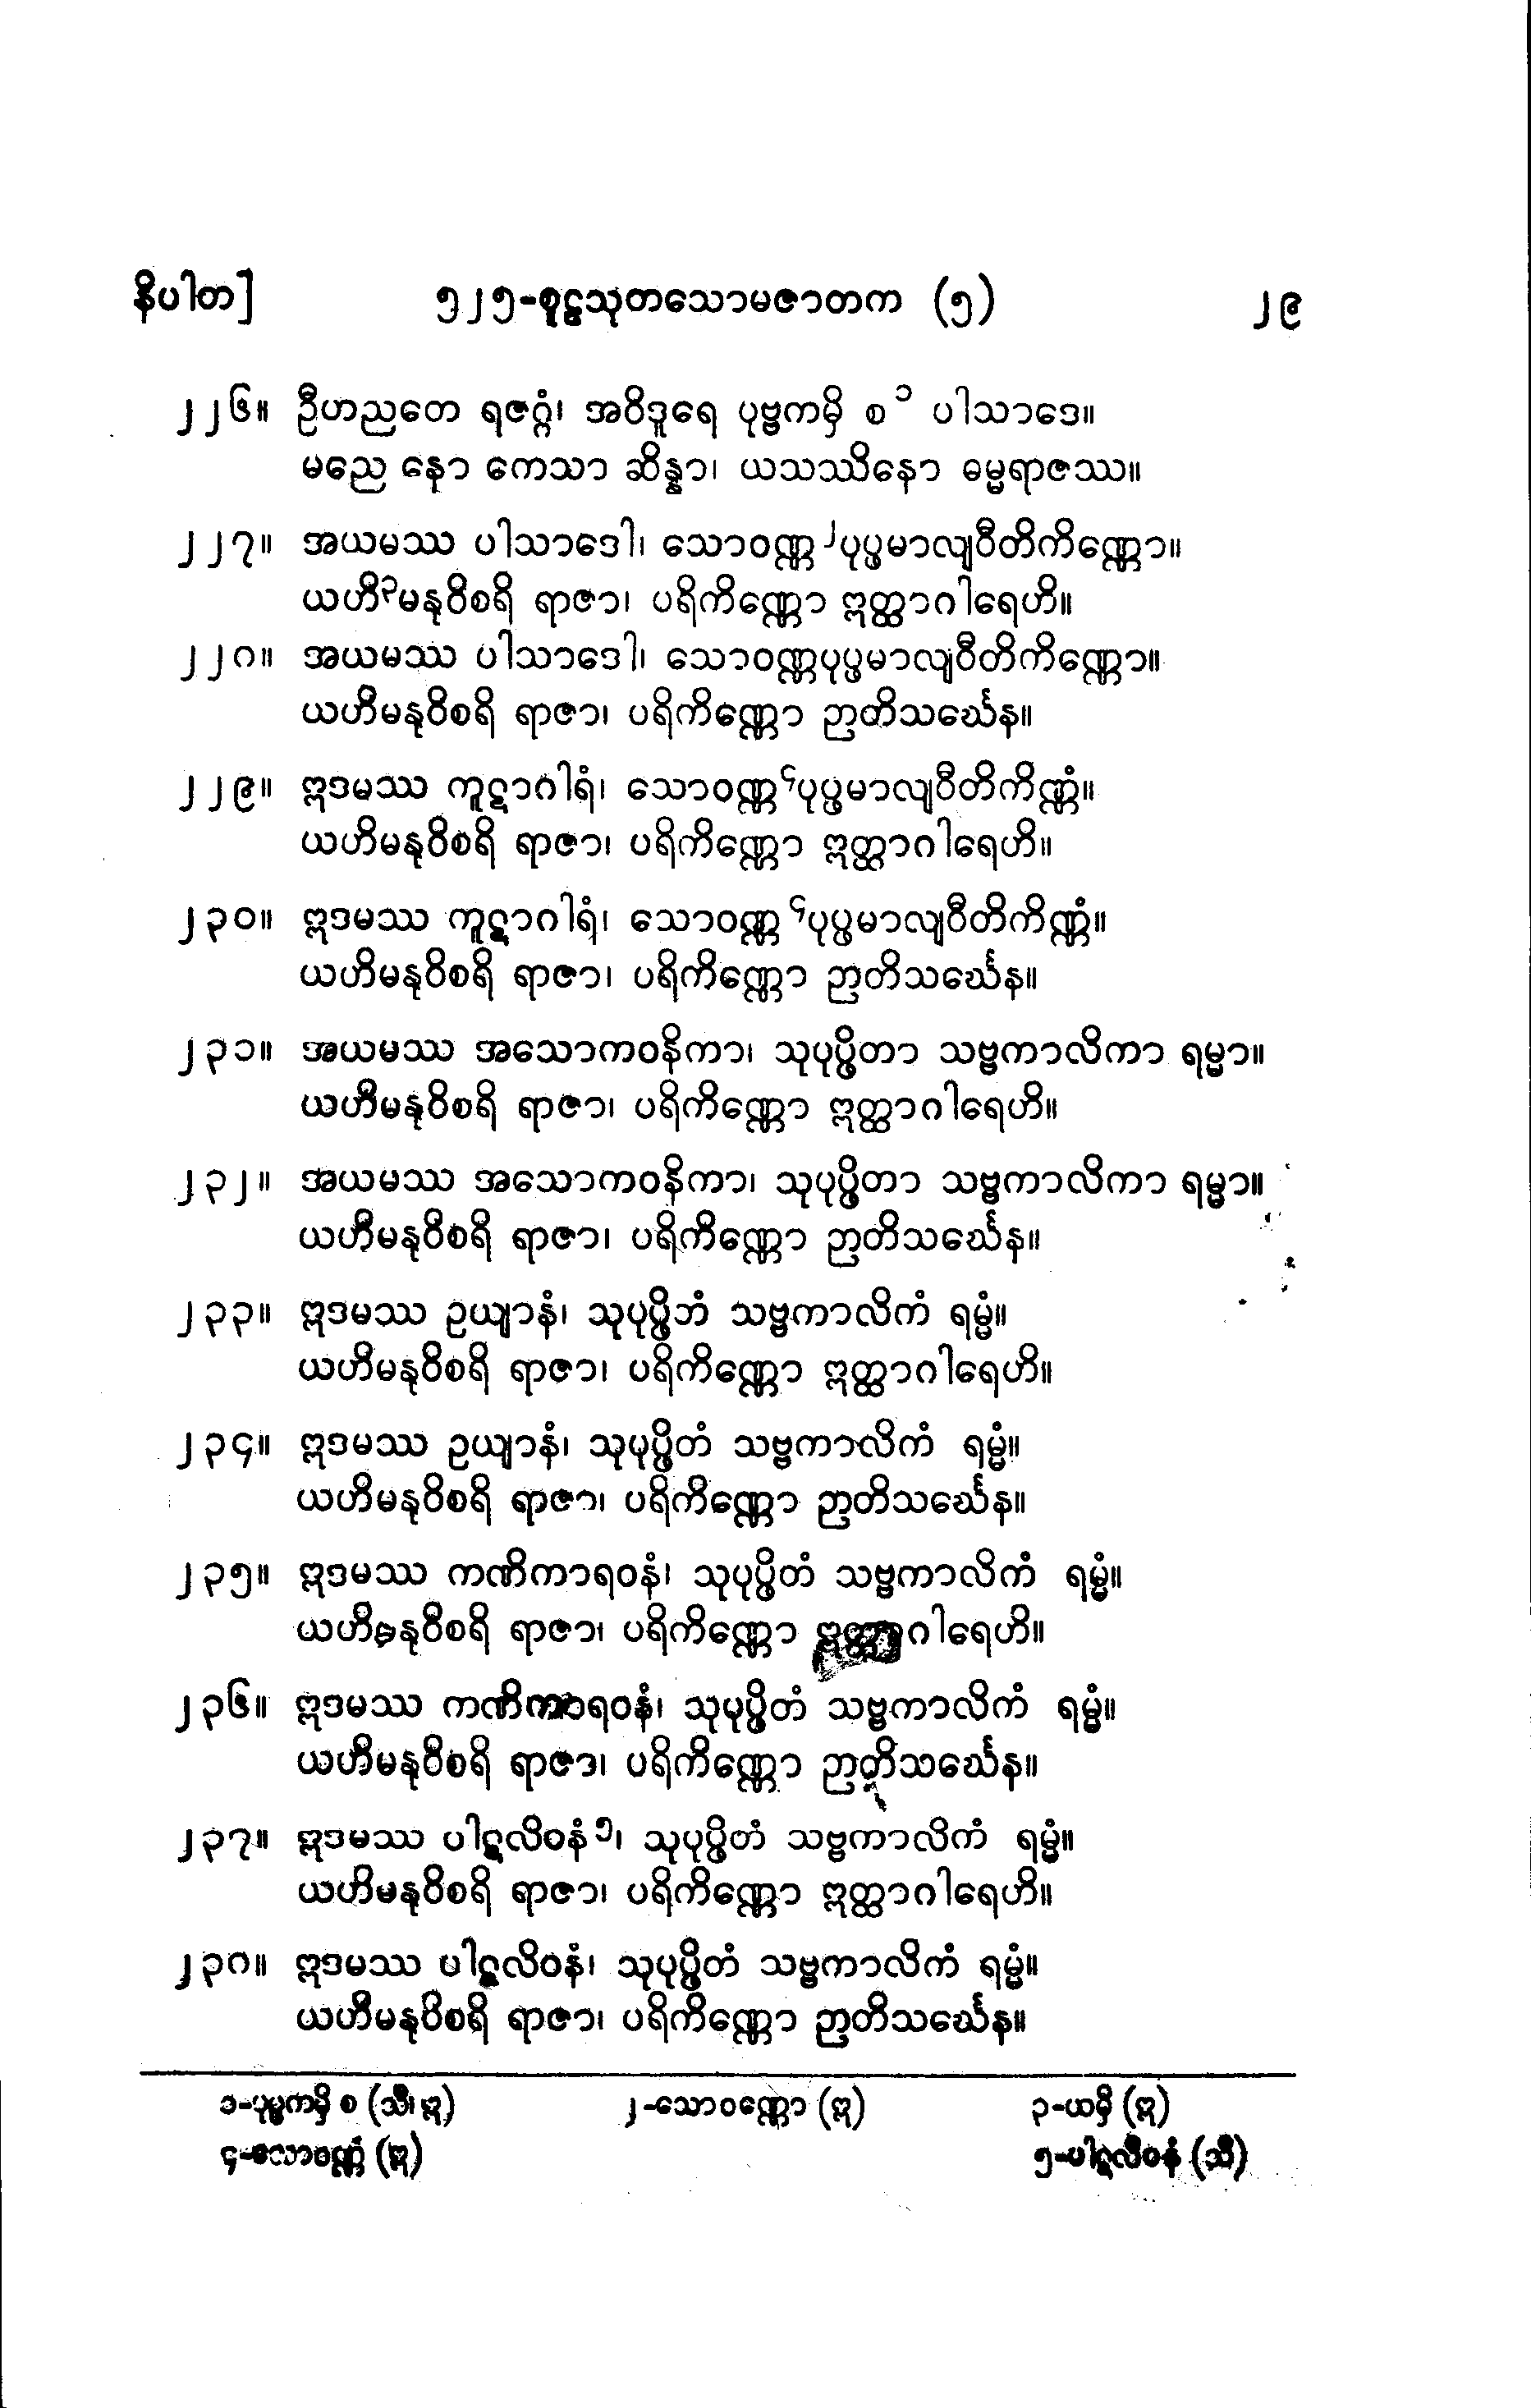 နိပါတ] ၅၂၅-စူဠသုတသောမဇာတက (၅) ၂၉
၂၂၆။ ဦဟညတေ ရဇဂ္ဂံ၊ အဝိဒူရေ ပုဗ္ဗကမှိ စ ၁ ပါသာဒေ။
မညေ နော ကေသာ ဆိန္နာ၊ ယသဿိနော ဓမ္မရာဇဿ။
၂၂၇။ အယမဿ ပါသာဒေါ၊ သောဝဏ္ဏ ၂ပုပ္ဖမာလျဝီတိကိဏ္ဏော။
ယဟိ ၃မနုဝိစရိ ရာဇာ၊ ပရိကိဏ္ဏော ဣတ္ထာဂါရေဟိ။
၂၂၈။ အယမဿ ပါသာဒေါ၊ သောဝဏ္ဏပုပ္ဖမာလျဝီတိကိဏ္ဏော။
ယဟိမနုဝိစရိ ရာဇာ၊ ပရိကိဏ္ဏော ဉာတိသင်္ဃေန။
၂၂၉။ ဣဒမဿ ကူဋာဂါရံ၊ သောဝဏ္ဏ ၄ပုပ္ဖမာလျဝီတိကိဏ္ဏံ။
ယဟိမနုဝိစရိ ရာဇာ၊ ပရိကိဏ္ဏော ဣတ္ထာဂါရေဟိ။
၂၃၀။ ဣဒမဿ ကူဋာဂါရံ၊ သောဝဏ္ဏ ၄ပုပ္ဖမာလျဝီတိကိဏ္ဏံ။
ယဟိမနုဝိစရိ ရာဇာ၊ ပရိကိဏ္ဏော ဉာတိသင်္ဃေန။
၂၃၁။ အယမဿ အသောကဝနိကာ၊ သုပုပ္ဖိတာ သဗ္ဗကာလိကာ ရမ္မာ။
ယဟိမနုဝိစရိ ရာဇာ၊ ပရိကိဏ္ဏော ဣတ္ထာဂါရေဟိ။
၂၃၂။ အယမဿ အသောကဝနိကာ၊ သုပုပ္ဖိတာ သဗ္ဗကာလိကာ ရမ္မာ။
ယဟိမနုဝိစရိ ရာဇာ၊ ပရိကိဏ္ဏော ဉာတိသင်္ဃေန။
၂၃၃။ ဣဒမဿ ဥယျာနံ၊ သုပုပ္ဖိတံ သဗ္ဗကာလိကံ ရမ္မံ။
ယဟိမနုဝိစရိ ရာဇာ၊ ပရိကိဏ္ဏော ဣတ္ထာဂါရေဟိ။
၂၃၄။ ဣဒမဿ ဥယျာနံ၊ သုပုပ္ဖိတံ သဗ္ဗကာလိကံ ရမ္မံ။
ယဟိမနုဝိစရိ ရာဇာ၊ ပရိကိဏ္ဏော ဉာတိသင်္ဃေန။
၂၃၅။ ဣဒမဿ ကဏိကာရဝနံ၊ သုပုပ္ဖိတံ သဗ္ဗကာလိကံ ရမ္မံ။
ယဟိမနုဝိစရိ ရာဇာ၊ ပရိကိဏ္ဏော ဣတ္ထာဂါရေဟိ။
၂၃၆။ ဣဒမဿ ကဏိကာရဝနံ၊ သုပုပ္ဖိတံ သဗ္ဗကာလိကံ ရမ္မံ။
ယဟိမနုဝိစရိ ရာဇာ၊ ပရိကိဏ္ဏော ဉာတိသင်္ဃေန။
၂၃၇။ ဣဒမဿ ပါဋလိဝနံ ၅၊ သုပုပ္ဖိတံ သဗ္ဗကာလိကံ ရမ္မံ။
ယဟိမနုဝိစရိ ရာဇာ၊ ပရိကိဏ္ဏော ဣတ္ထာဂါရေဟိ။
၂၃၈။ ဣဒမဿ ပါဋလိဝနံ၊ သုပုပ္ဖိတံ သဗ္ဗကာလိကံ ရမ္မံ။
ယဟိမနုဝိစရိ ရာဇာ၊ ပရိကိဏ္ဏော ဉာတိသင်္ဃေန။
၁-ပုဗ္ဗကမှိ စ (သီ၊ ဣ) ၂-သောဝဏ္ဏော (ဣ) ၃-ယမှိ (ဣ)
၄-သောဝဏ္ဏံ (ဣ) ၅-ပါဋလီဝနံ (သီ)